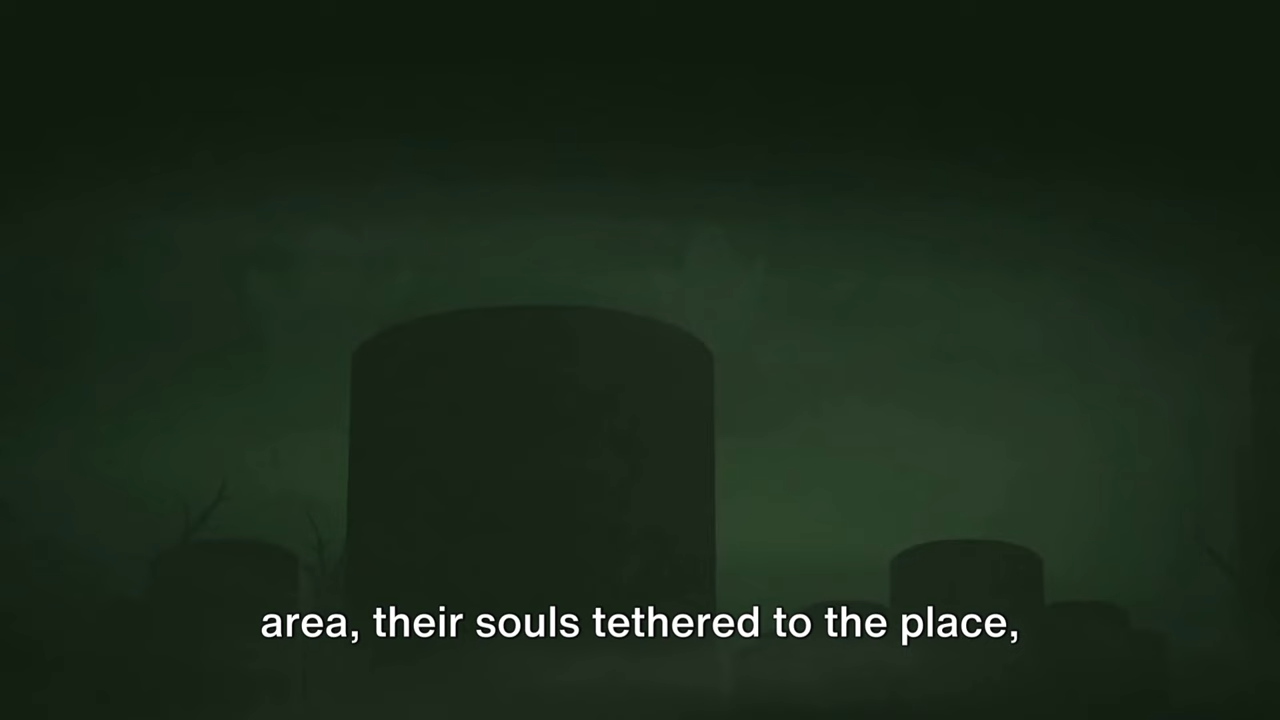 area, their souls tethered to the place,